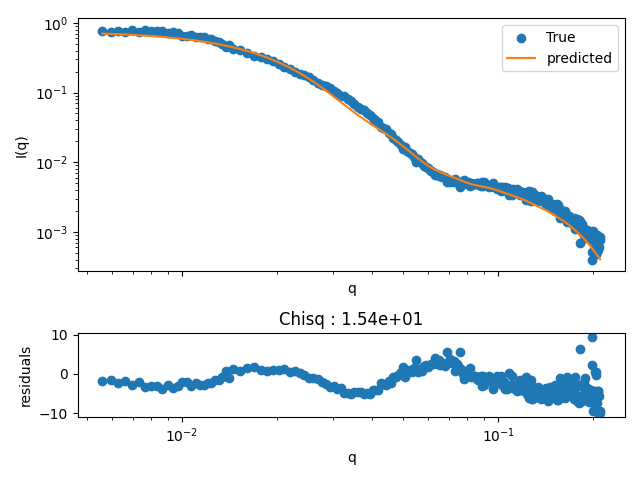 10^0
10^{-1}
10^{-2}
10^{-3}
I(q)
True
predicted
q
Chisq : 1.54e+01
10
0
−10
residuals
10^{-2}
10^{-1}
q